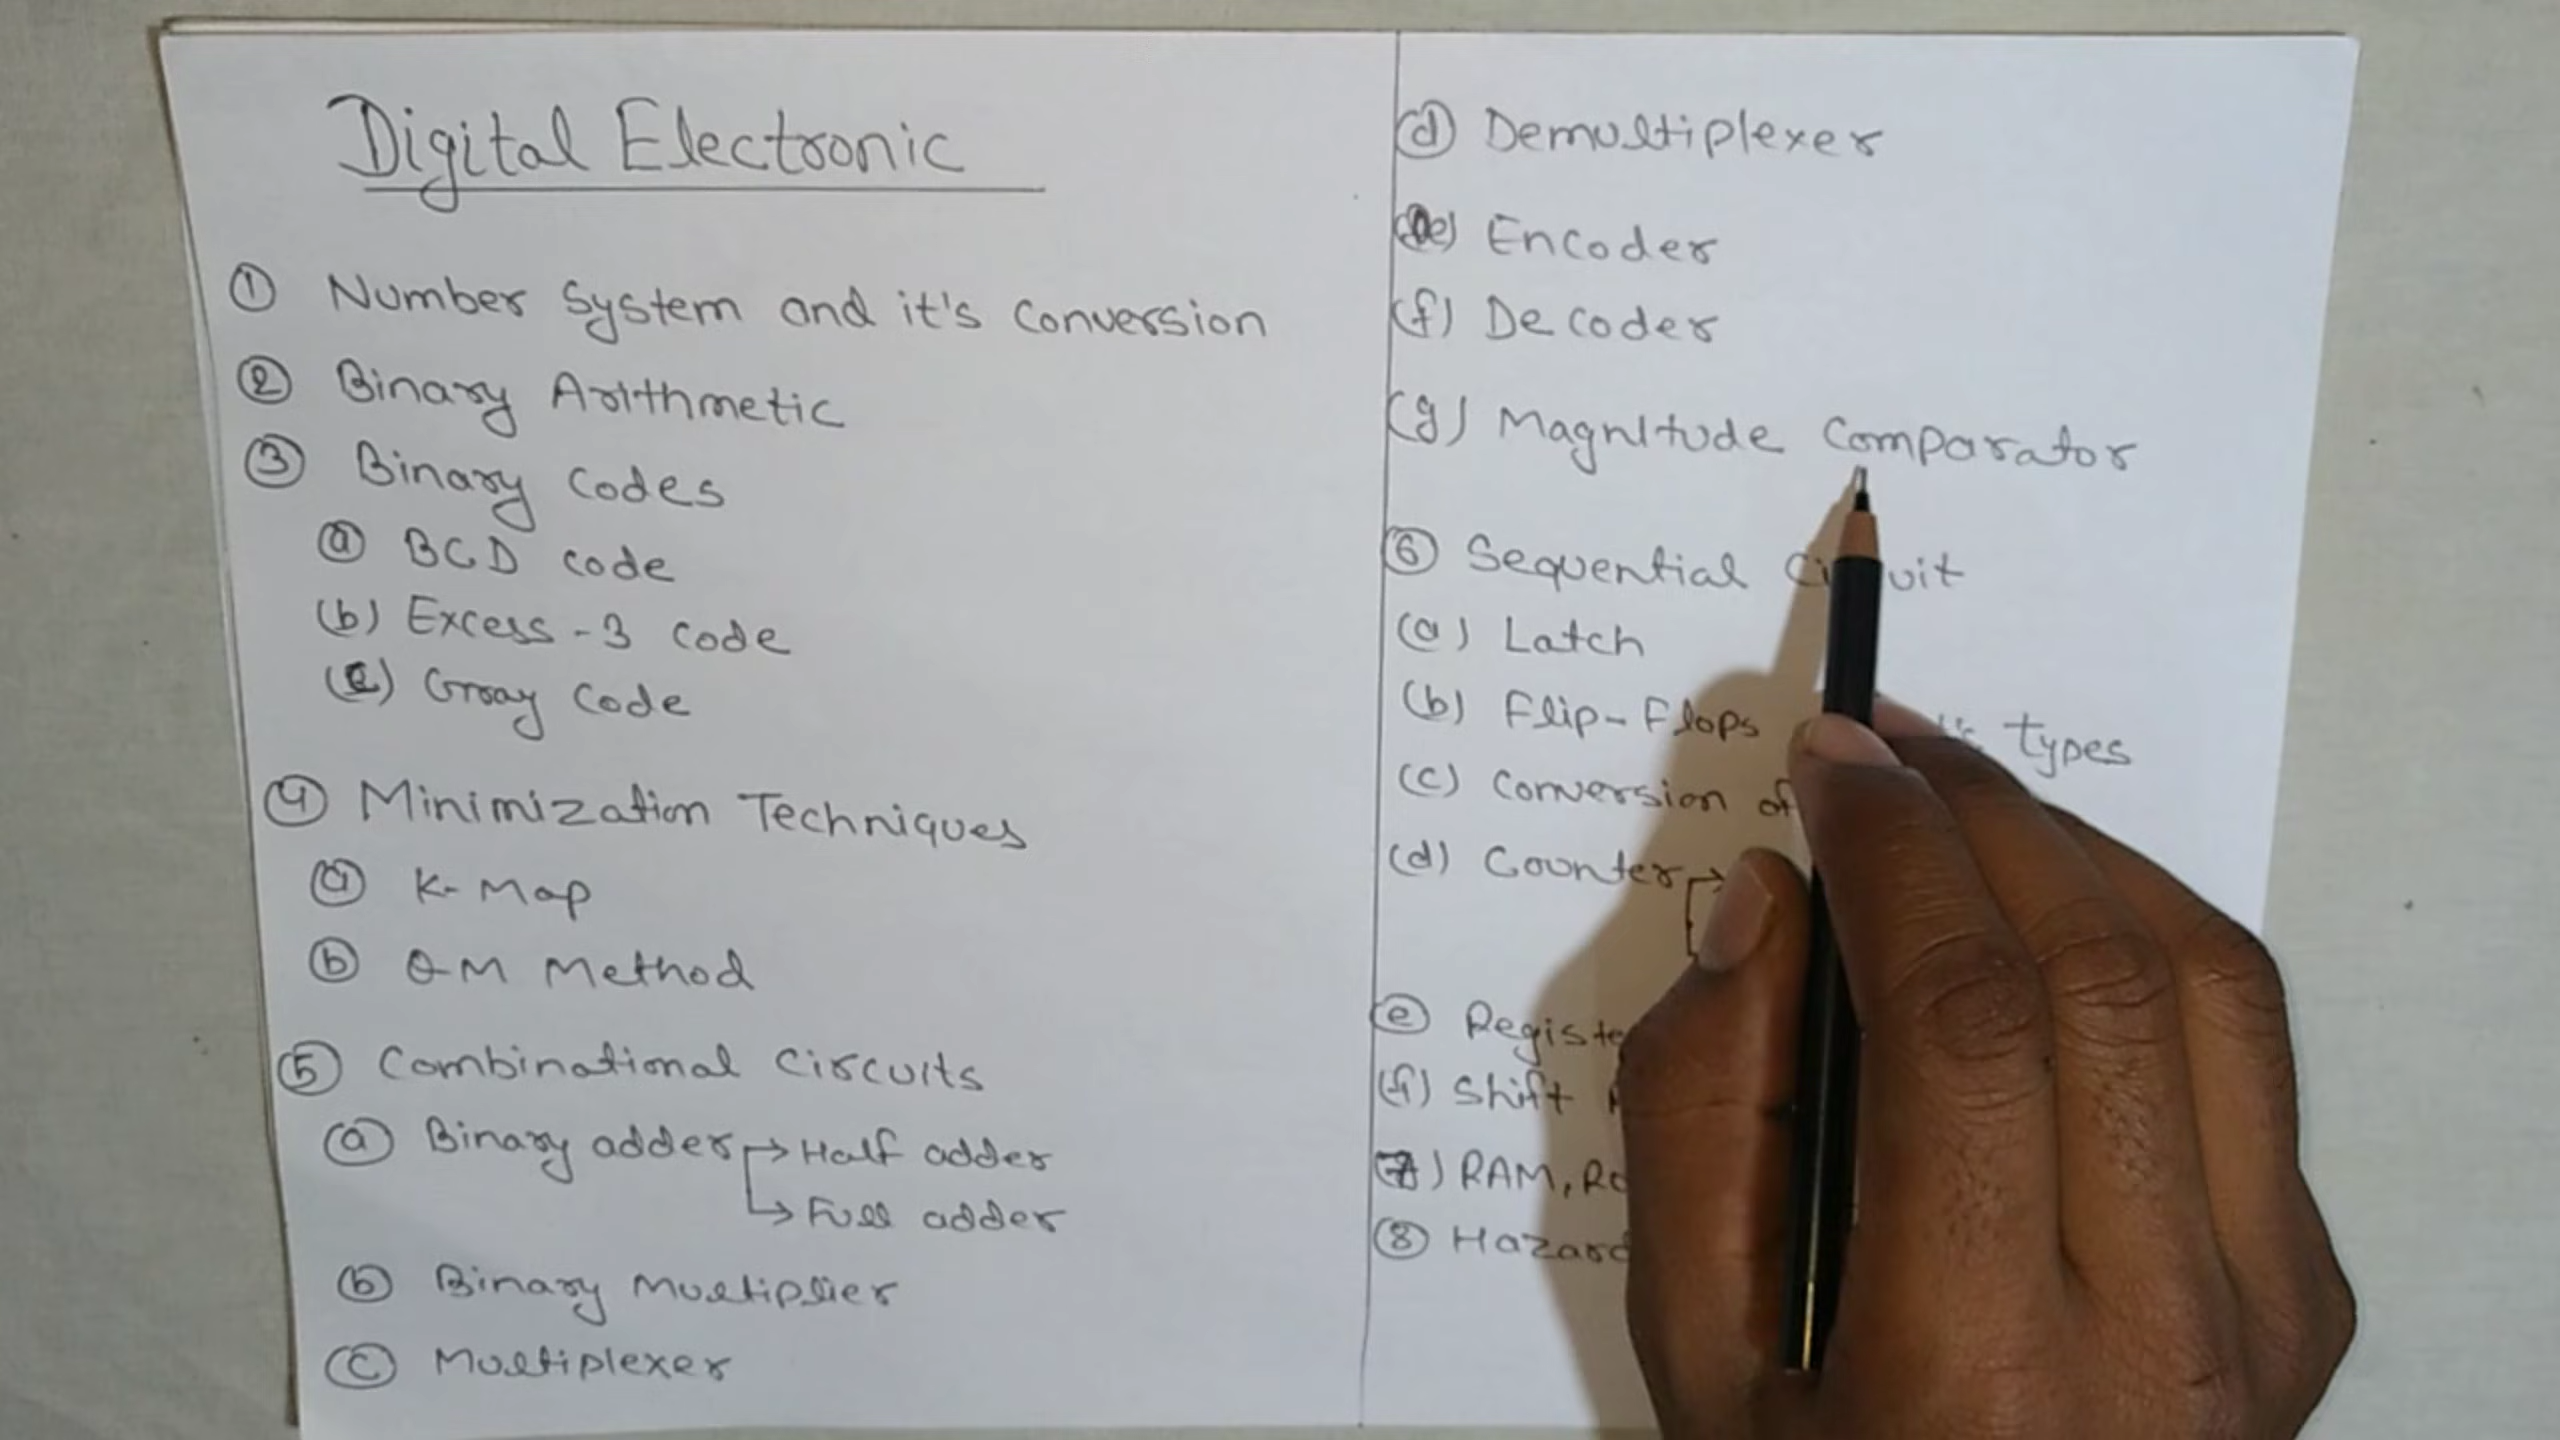 Digital Electronic
① Number System and it's Conversion
② Binary Arithmetic
③ Binary Codes
ⓐ BCD Code
(b) Excess-3 Code
(c) Gray Code
④ Minimization Techniques
ⓐ K-Map
ⓑ Q-M Method
⑤ Combinational Circuits
ⓐ Binary adder → Half adder
→ Full adder
ⓑ Binary Multiplier
ⓒ Multiplexer
ⓓ Demultiplexer
(e) Encoder
(f) Decoder
(g) Magnitude Comparator
⑥ Sequential
(a) Latch
(b) Flip-Flops types
(c) Conversion of
(d) Counter →
ⓔ
(f) Shift
7) RAM,
⑧